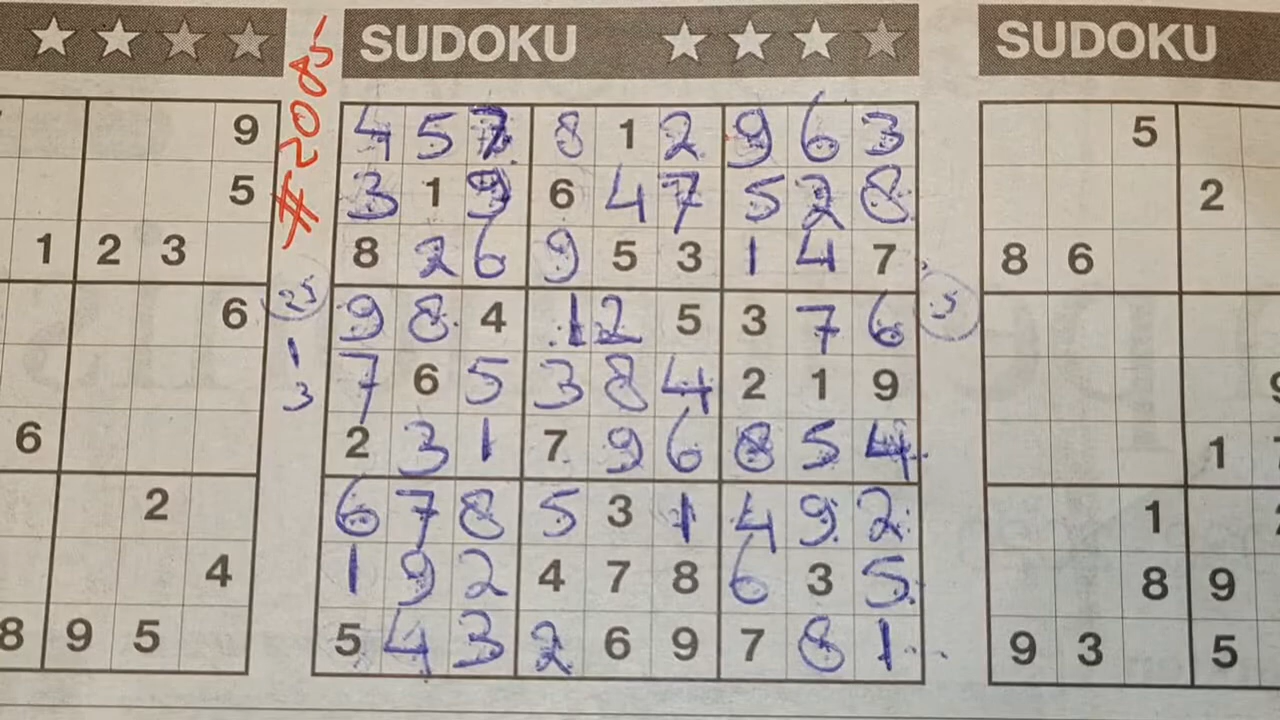 SUDOKU
SUDOKU
#2085
9
5
1 2 3
6
6
2
4
8 9 5
25
1
3
4 5 7 8 1 2 9 6 3
3 1 9 6 4 7 5 2 8
8 2 6 9 5 3 1 4 7
9 8 4 1 2 5 3 7 6
7 6 5 3 8 4 2 1 9
2 3 1 7 9 6 8 5 4
6 7 8 5 3 1 4 9 2
1 9 2 4 7 8 6 3 5
5 4 3 2 6 9 7 8 1
5
2
8 6
9
1
1
8 9
9 3 5